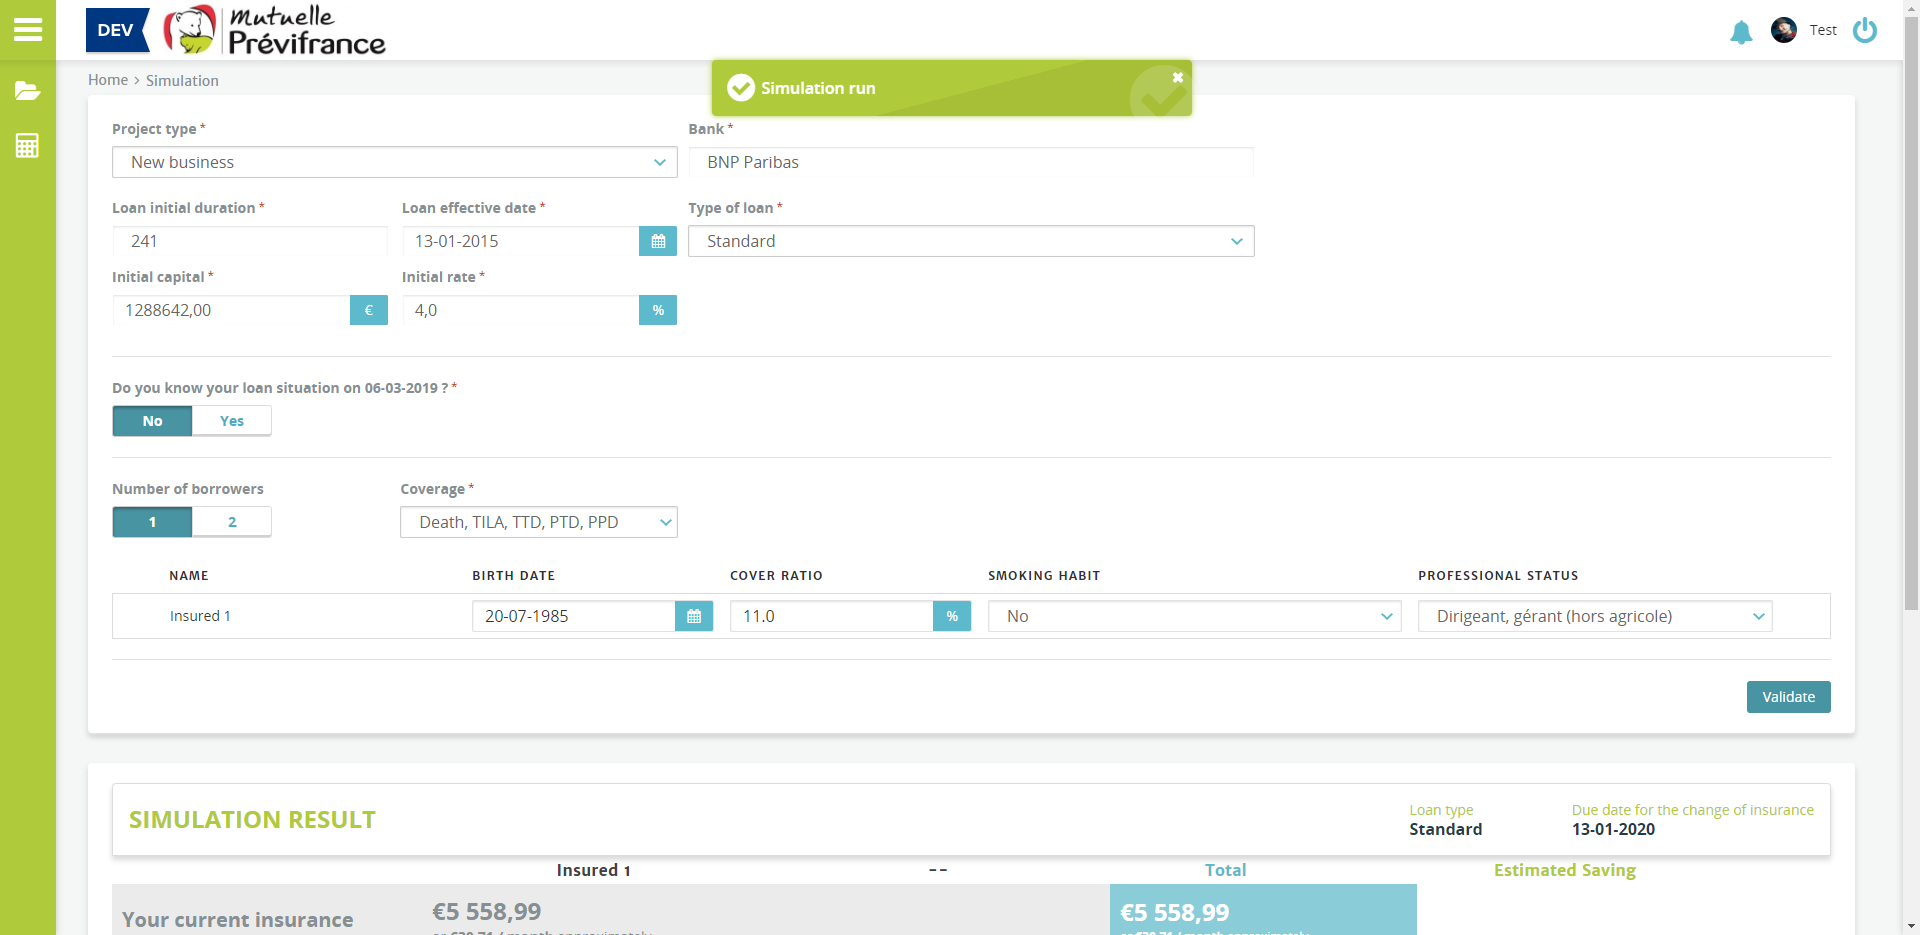 DEV
Mutuelle
Prévifrance
Test
Home > Simulation
Simulation run
Project type *
Bank *
New business
BNP Paribas
Loan initial duration *
Loan effective date *
Type of loan *
241
13-01-2015
Standard
Initial capital *
Initial rate *
1288642,00
€
4,0
%
Do you know your loan situation on 06-03-2019 ? *
No
Yes
Number of borrowers
Coverage *
1
2
Death, TILA, TTD, PTD, PPD
NAME
BIRTH DATE
COVER RATIO
SMOKING HABIT
PROFESSIONAL STATUS
Insured 1
20-07-1985
11.0
%
No
Dirigeant, gérant (hors agricole)
Validate
SIMULATION RESULT
Loan type
Due date for the change of insurance
Standard
13-01-2020
Insured 1
--
Total
Estimated Saving
Your current insurance
€5 558,99
€5 558,99